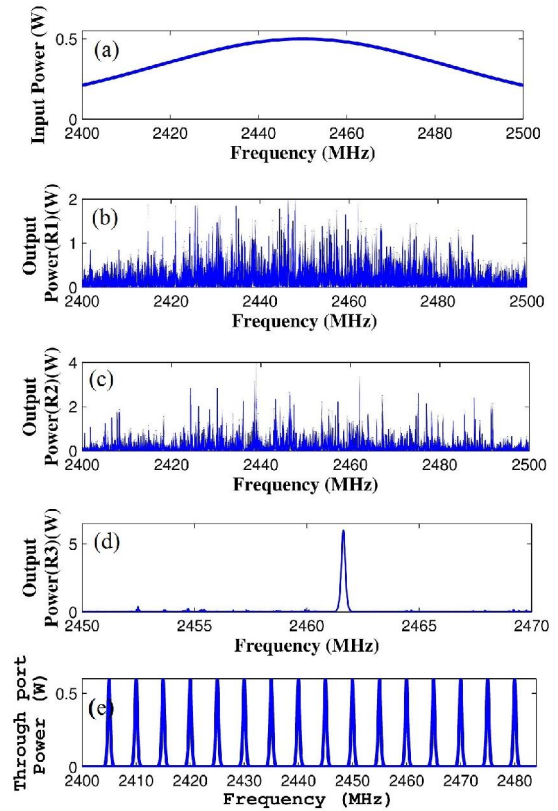 (a)
Input Power (W)
0.5
0
2400 2420 2440 2460 2480 2500
Frequency (MHz)
(b)
Output
Power(R1)(W)
2
1
0
2400 2420 2440 2460 2480 2500
Frequency (MHz)
(c)
Output
Power(R2)(W)
4
2
0
2400 2420 2440 2460 2480 2500
Frequency (MHz)
(d)
Output
Power(R3)(W)
5
0
2450 2455 2460 2465 2470
Frequency (MHz)
(e)
Through port
Power (W)
0.5
0
2400 2410 2420 2430 2440 2450 2460 2470 2480
Frequency (MHz)